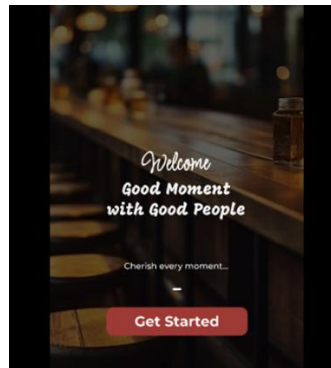 Welcome
Good Moment
with Good People
Cherish every moment...
Get Started